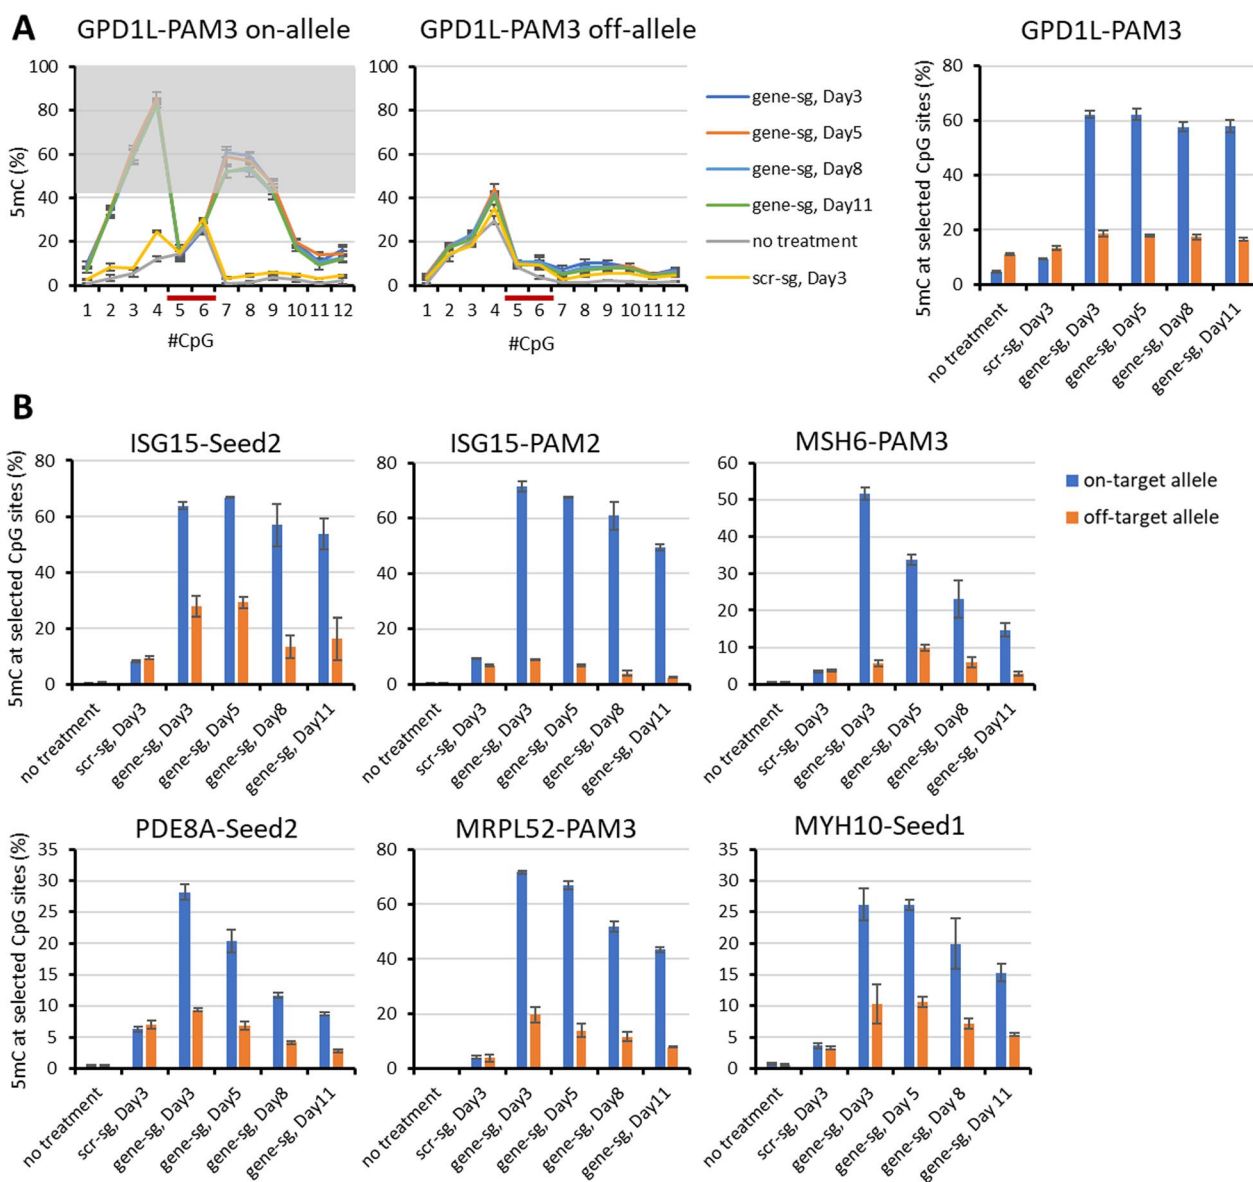 A
GPD1L-PAM3 on-allele
GPD1L-PAM3 off-allele
GPD1L-PAM3
5mC (%)
100
80
60
40
20
0
1 2 3 4 5 6 7 8 9 10 11 12
#CpG
100
80
60
40
20
0
1 2 3 4 5 6 7 8 9 10 11 12
#CpG
gene-sg, Day3
gene-sg, Day5
gene-sg, Day8
gene-sg, Day11
no treatment
scr-sg, Day3
5mC at selected CpG sites (%)
80
60
40
20
0
no treatment
scr-sg, Day3
gene-sg, Day3
gene-sg, Day5
gene-sg, Day8
gene-sg, Day11
B
ISG15-Seed2
5mC at selected CpG sites (%)
80
60
40
20
0
no treatment
scr-sg, Day3
gene-sg, Day3
gene-sg, Day5
gene-sg, Day8
gene-sg, Day11
ISG15-PAM2
80
60
40
20
0
no treatment
scr-sg, Day3
gene-sg, Day3
gene-sg, Day5
gene-sg, Day8
gene-sg, Day11
MSH6-PAM3
60
50
40
30
20
10
0
no treatment
scr-sg, Day3
gene-sg, Day3
gene-sg, Day5
gene-sg, Day8
gene-sg, Day11
on-target allele
off-target allele
PDE8A-Seed2
5mC at selected CpG sites (%)
35
30
25
20
15
10
5
0
no treatment
scr-sg, Day3
gene-sg, Day3
gene-sg, Day5
gene-sg, Day8
gene-sg, Day11
MRPL52-PAM3
80
60
40
20
0
no treatment
scr-sg, Day3
gene-sg, Day3
gene-sg, Day5
gene-sg, Day8
gene-sg, Day11
MYH10-Seed1
35
30
25
20
15
10
5
0
no treatment
scr-sg, Day3
gene-sg, Day3
gene-sg, Day 5
gene-sg, Day 8
gene-sg, Day 11